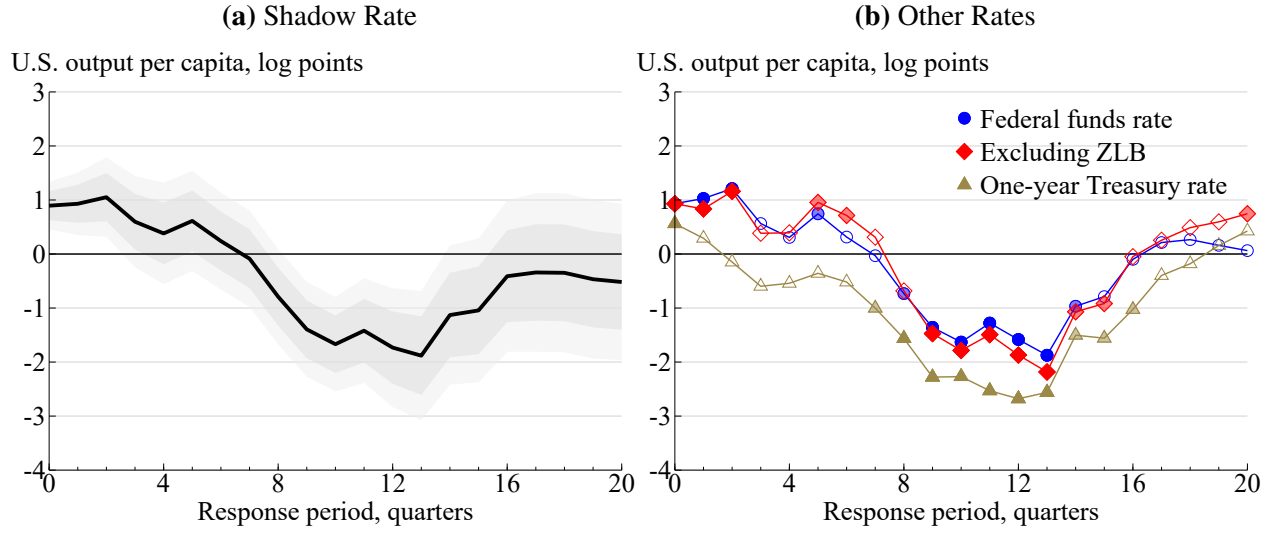 (a) Shadow Rate
U.S. output per capita, log points
3
2
1
0
-1
-2
-3
-4
0 4 8 12 16 20
Response period, quarters
(b) Other Rates
U.S. output per capita, log points
3
2
1
0
-1
-2
-3
-4
Federal funds rate
Excluding ZLB
One-year Treasury rate
0 4 8 12 16 20
Response period, quarters